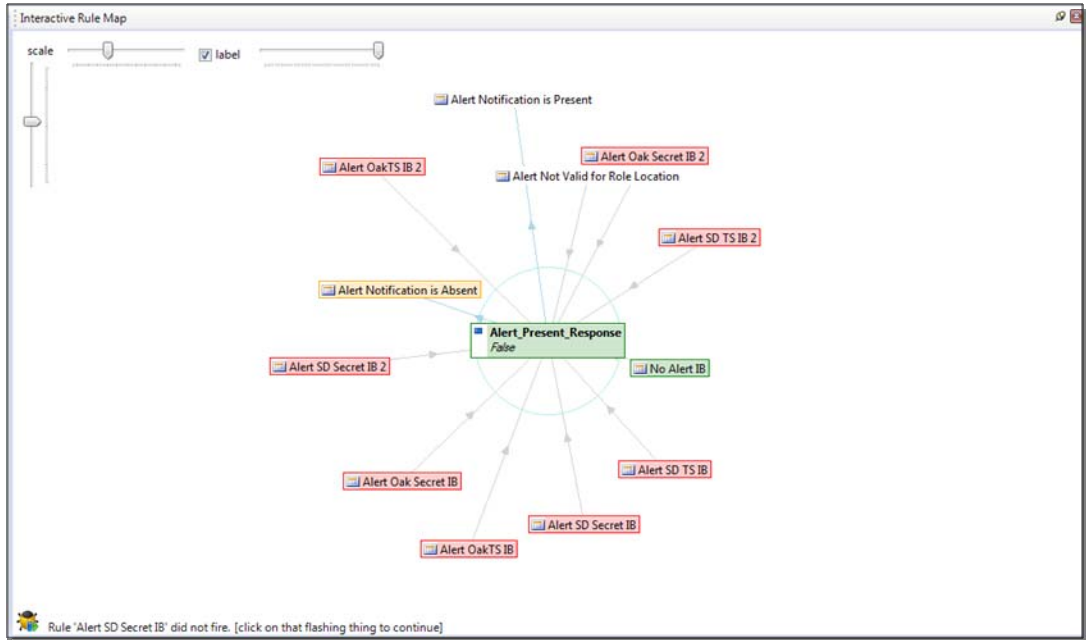 Interactive Rule Map
scale
label
Alert Notification is Present
Alert OakTS IB 2
Alert Oak Secret IB 2
Alert Not Valid for Role Location
Alert SD TS IB 2
Alert Notification is Absent
Alert_Present_Response
False
Alert SD Secret IB 2
No Alert IB
Alert SD TS IB
Alert Oak Secret IB
Alert SD Secret IB
Alert OakTS IB
Rule 'Alert SD Secret IB' did not fire. [click on that flashing thing to continue]